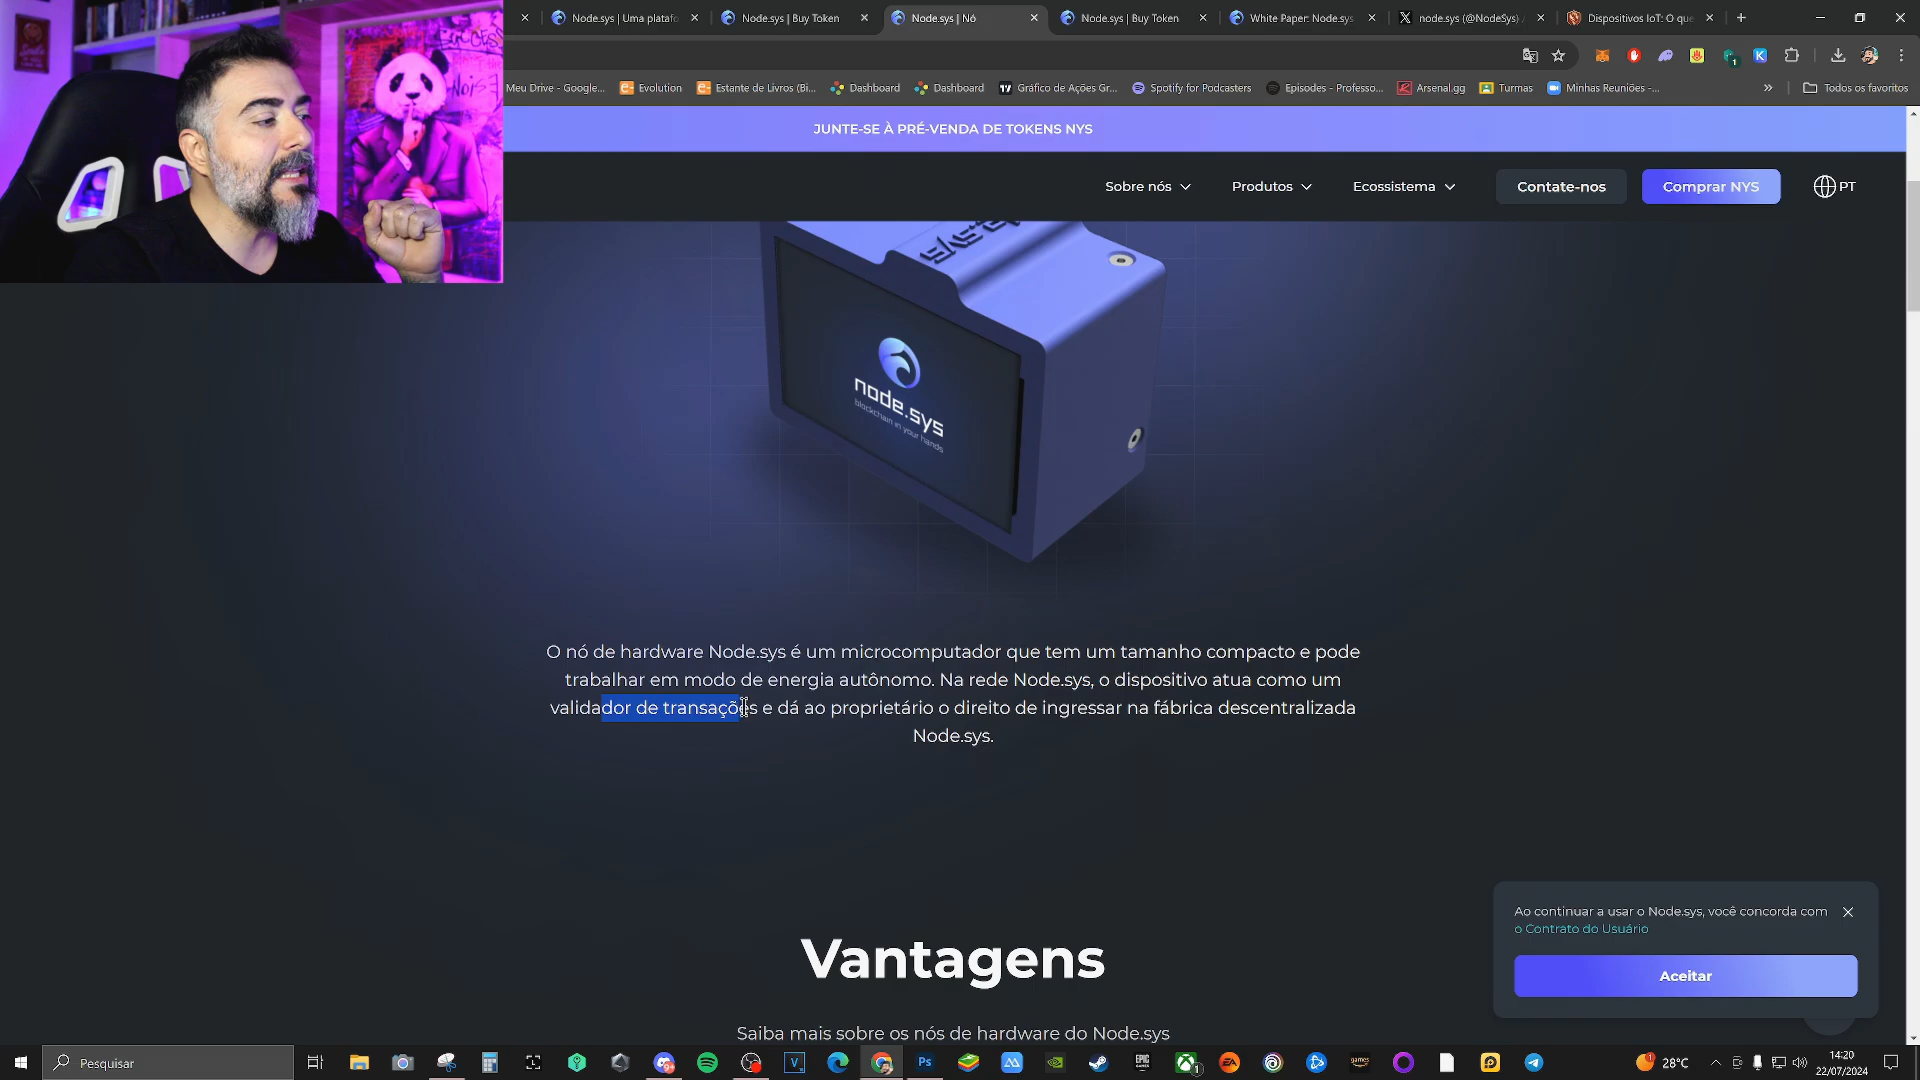 Node.sys | Uma platafo
Node.sys | Buy Token
Node.sys | Nó
Node.sys | Buy Token
White Paper: Node.sys
node.sys (@NodeSys) /
Dispositivos IoT: O que
Meu Drive - Google...
Evolution
Estante de Livros (Bi...
Dashboard
Dashboard
Gráfico de Ações Gr...
Spotify for Podcasters
Episodes - Professo...
Arsenal.gg
Turmas
Minhas Reuniões -...
Todos os favoritos
JUNTE-SE À PRÉ-VENDA DE TOKENS NYS
Sobre nós
Produtos
Ecossistema
Contate-nos
Comprar NYS
PT
node.sys
blockchain in your hands
O nó de hardware Node.sys é um microcomputador que tem um tamanho compacto e pode
trabalhar em modo de energia autônomo. Na rede Node.sys, o dispositivo atua como um
validador de transações e dá ao proprietário o direito de ingressar na fábrica descentralizada
Node.sys.
Vantagens
Saiba mais sobre os nós de hardware do Node.sys
Ao continuar a usar o Node.sys, você concorda com
o Contrato do Usuário
Aceitar
Pesquisar
28°C
14:20
22/07/2024